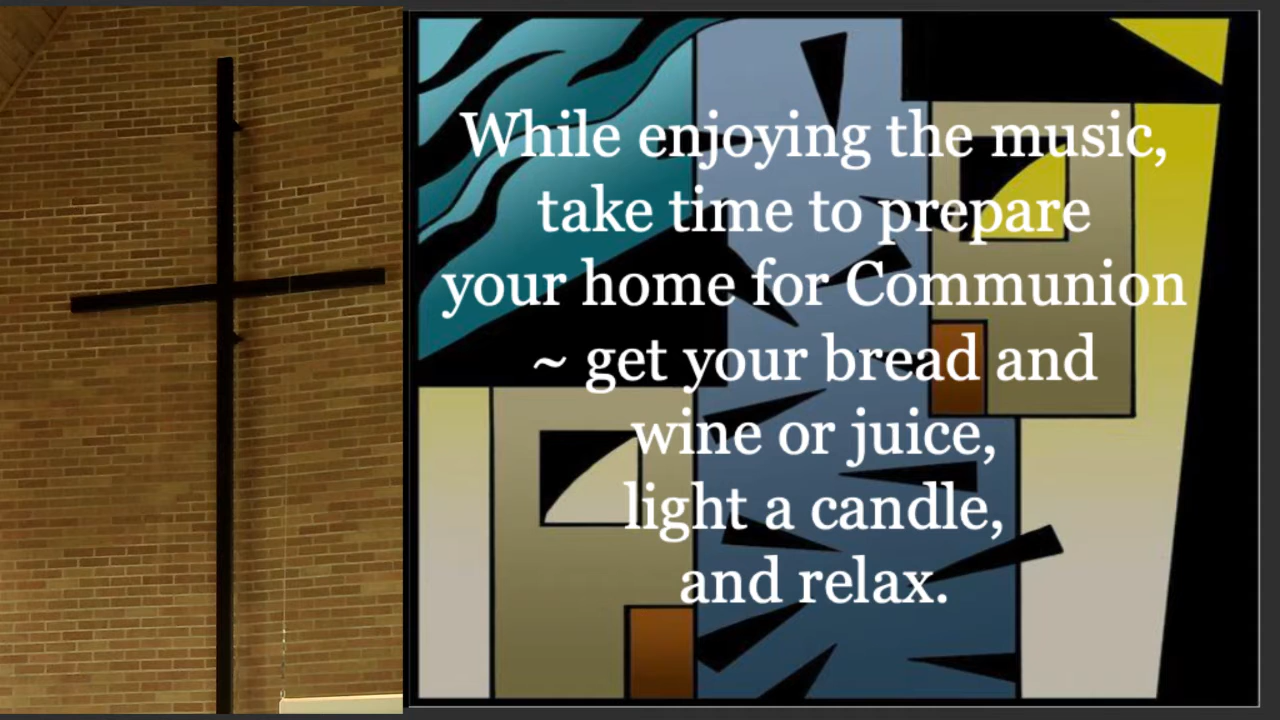 While enjoying the music,
take time to prepare
your home for Communion
~ get your bread and
wine or juice,
light a candle,
and relax.